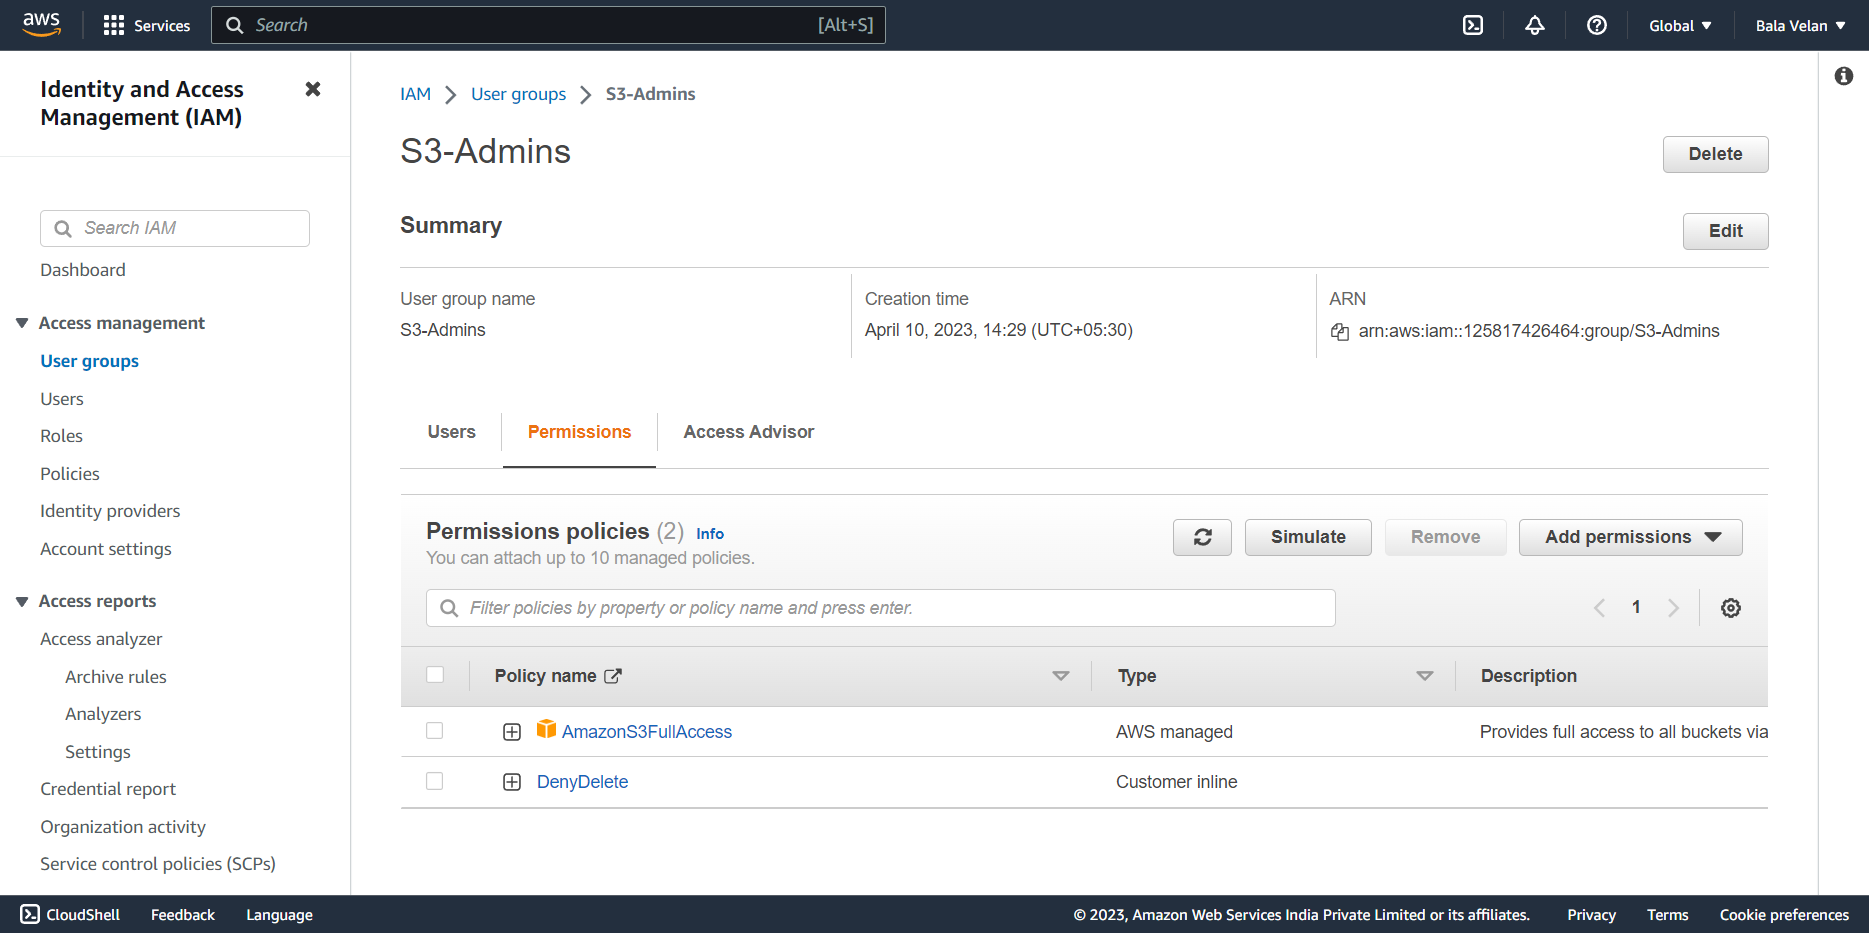 aws Services Search [Alt+S] Global Bala Velan
Identity and Access
Management (IAM)
Search IAM
Dashboard
Access management
User groups
Users
Roles
Policies
Identity providers
Account settings
Access reports
Access analyzer
Archive rules
Analyzers
Settings
Credential report
Organization activity
Service control policies (SCPs)
IAM User groups S3-Admins
S3-Admins
Delete
Summary
Edit
User group name
S3-Admins
Creation time
April 10, 2023, 14:29 (UTC+05:30)
ARN
arn:aws:iam::125817426464:group/S3-Admins
Users Permissions Access Advisor
Permissions policies (2) Info
You can attach up to 10 managed policies.
Simulate Remove Add permissions
Filter policies by property or policy name and press enter.
1
Policy name Type Description
AmazonS3FullAccess AWS managed Provides full access to all buckets via
DenyDelete Customer inline
CloudShell Feedback Language © 2023, Amazon Web Services India Private Limited or its affiliates. Privacy Terms Cookie preferences